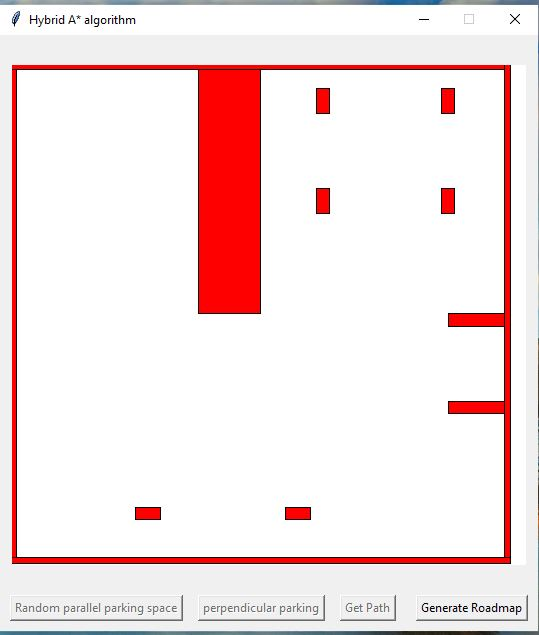 Hybrid A* algorithm
Random parallel parking space perpendicular parking Get Path Generate Roadmap